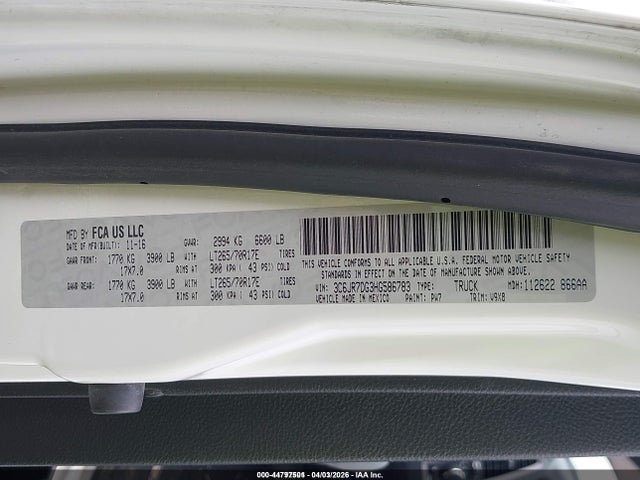 MFD BY FCA US LLC
DATE OF MFR(BUILT): 11-16 GVWR: 2994 KG 6600 LB
GAWR FRONT: 1770 KG 3900 LB WITH LT265/70R17E TIRES
17X7.0 RIMS AT 300 KPA( 43 PSI) COLD
GAWR REAR: 1770 KG 3900 LB WITH LT265/70R17E TIRES
17X7.0 RIMS AT 300 KPA( 43 PSI) COLD
THIS VEHICLE CONFORMS TO ALL APPLICABLE U.S.A. FEDERAL MOTOR VEHICLE SAFETY
STANDARDS IN EFFECT ON THE DATE OF MANUFACTURE SHOWN ABOVE.
VIN: 3C6JR7DG3HG586783 TYPE: TRUCK MDH: 112622 866AA
MADE IN MEXICO PAINT: PW7 TRIM: V9X8
000-44797501 - 04/03/2026 - IAA Inc.